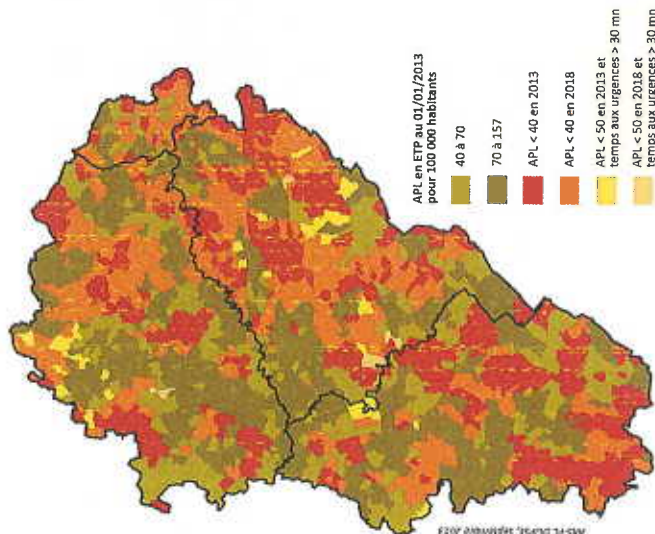 APL en ETP au 01/01/2013
pour 100 000 habitants
40 à 70
70 à 157
APL < 40 en 2013
APL < 40 en 2018
APL < 50 en 2013 et
temps aux urgences > 30 mn
APL < 50 en 2018 et
temps aux urgences > 30 mn
septembre 2015